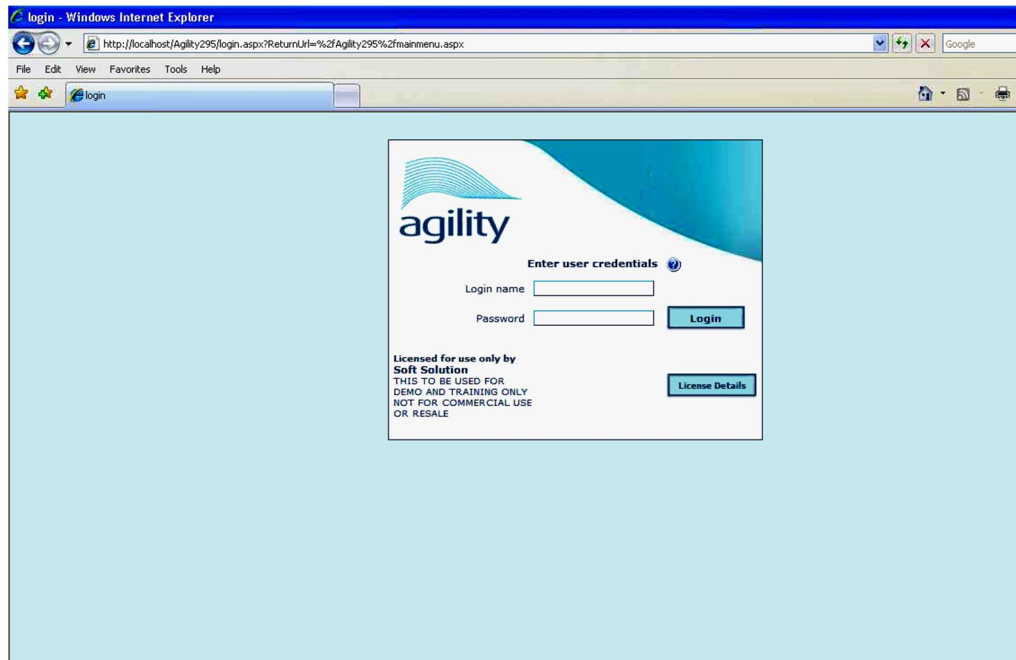 login - Windows Internet Explorer
http://localhost/Agility295/login.aspx?ReturnUrl=%2fAgility295%2fmainmenu.aspx
Google
File Edit View Favorites Tools Help
login
agility
Enter user credentials
Login name
Password
Login
Licensed for use only by
Soft Solution
THIS TO BE USED FOR
DEMO AND TRAINING ONLY
NOT FOR COMMERCIAL USE
OR RESALE
License Details